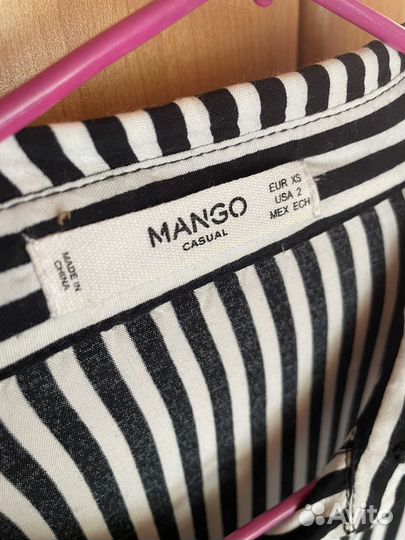 MANGO
CASUAL
MADE IN
CHINA
EUR XS
USA 2
MEX ECH
Avito